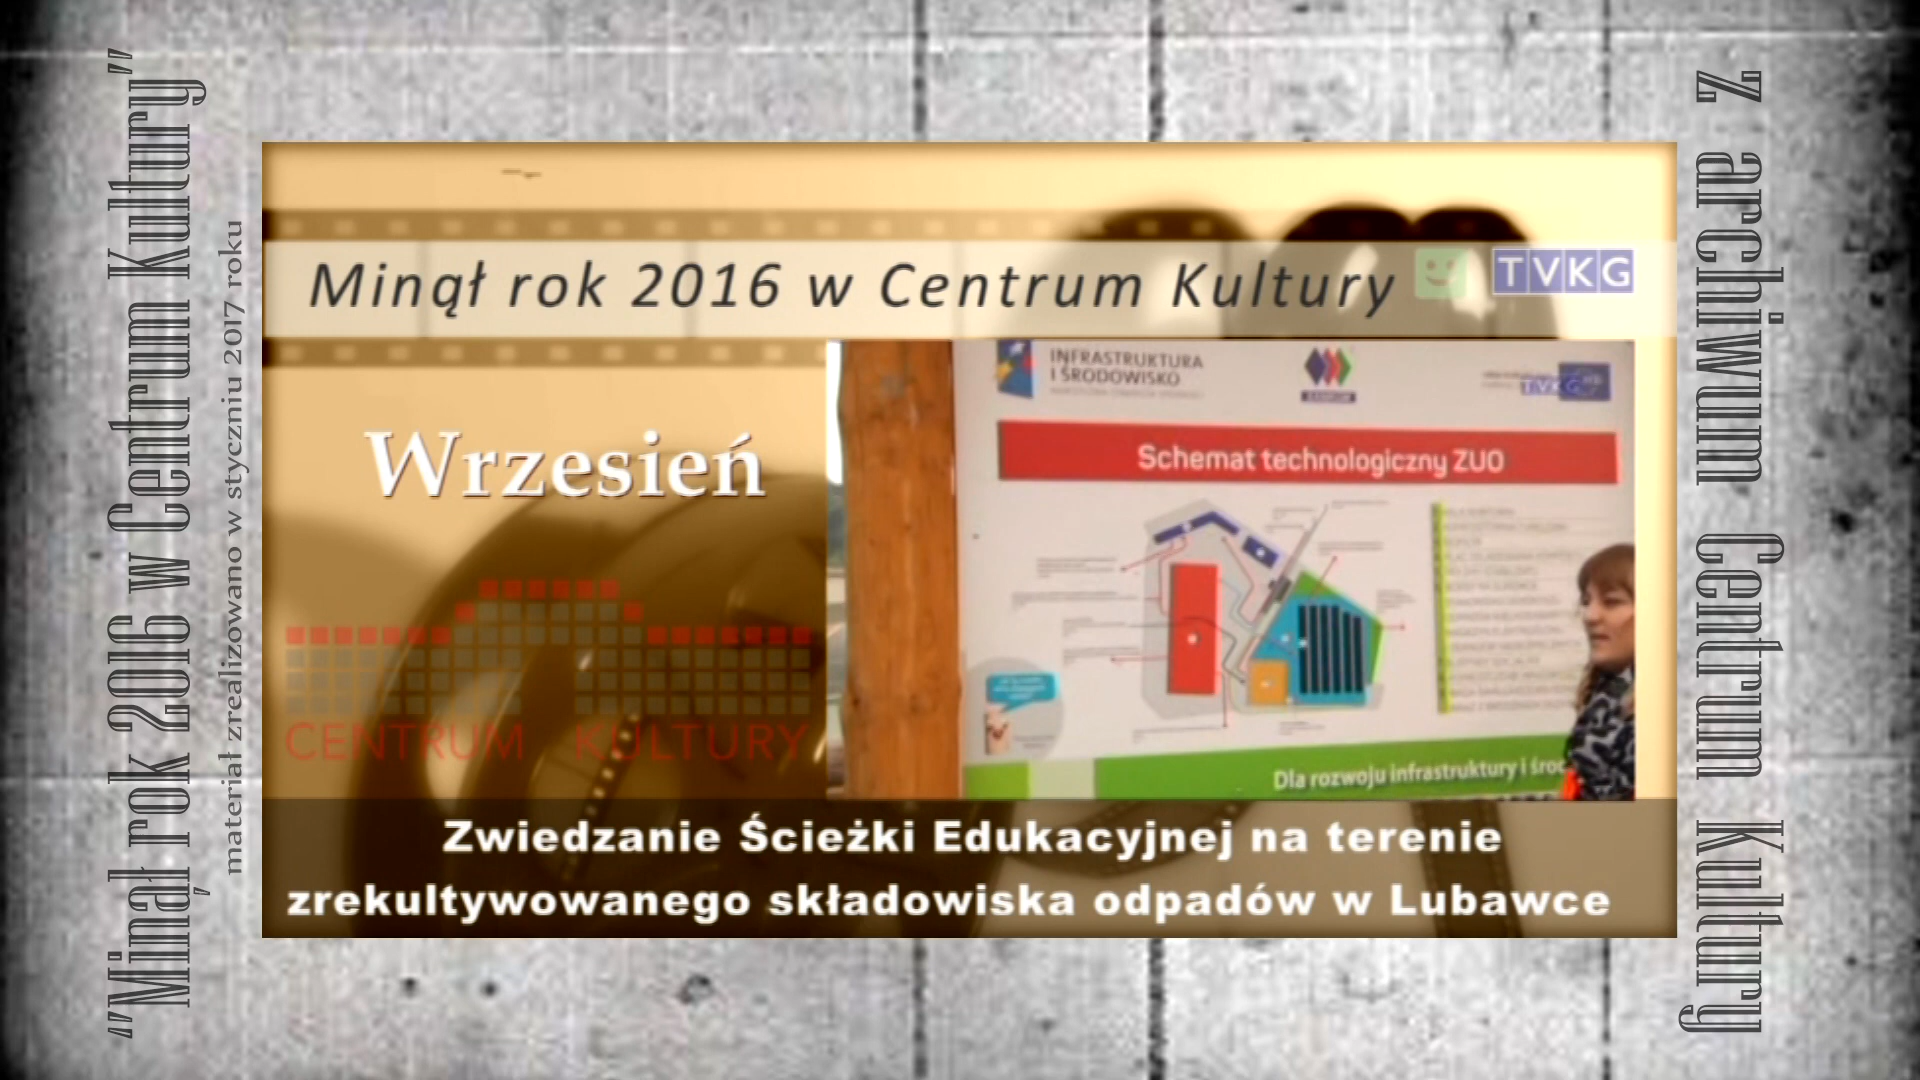 "Minął rok 2016 w Centrum Kultury"
materiał zrealizowano w styczniu 2017 roku
Minął rok 2016 w Centrum Kultury
TVKG
Wrzesień
CENTRUM KULTURY
INFRASTRUKTURA
I ŚRODOWISKO
TVKG
Schemat technologiczny ZUO
Dla rozwoju infrastruktury i środ
Zwiedzanie Ścieżki Edukacyjnej na terenie
zrekultywowanego składowiska odpadów w Lubawce
Z archiwum Centrum Kultury